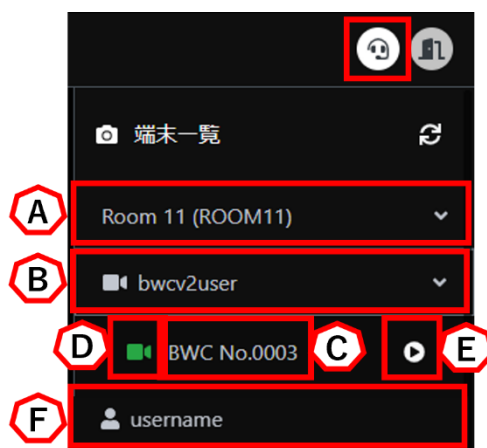 端末一覧
A Room 11 (ROOM11)
B bwcv2user
D BWC No.0003 C E
F username